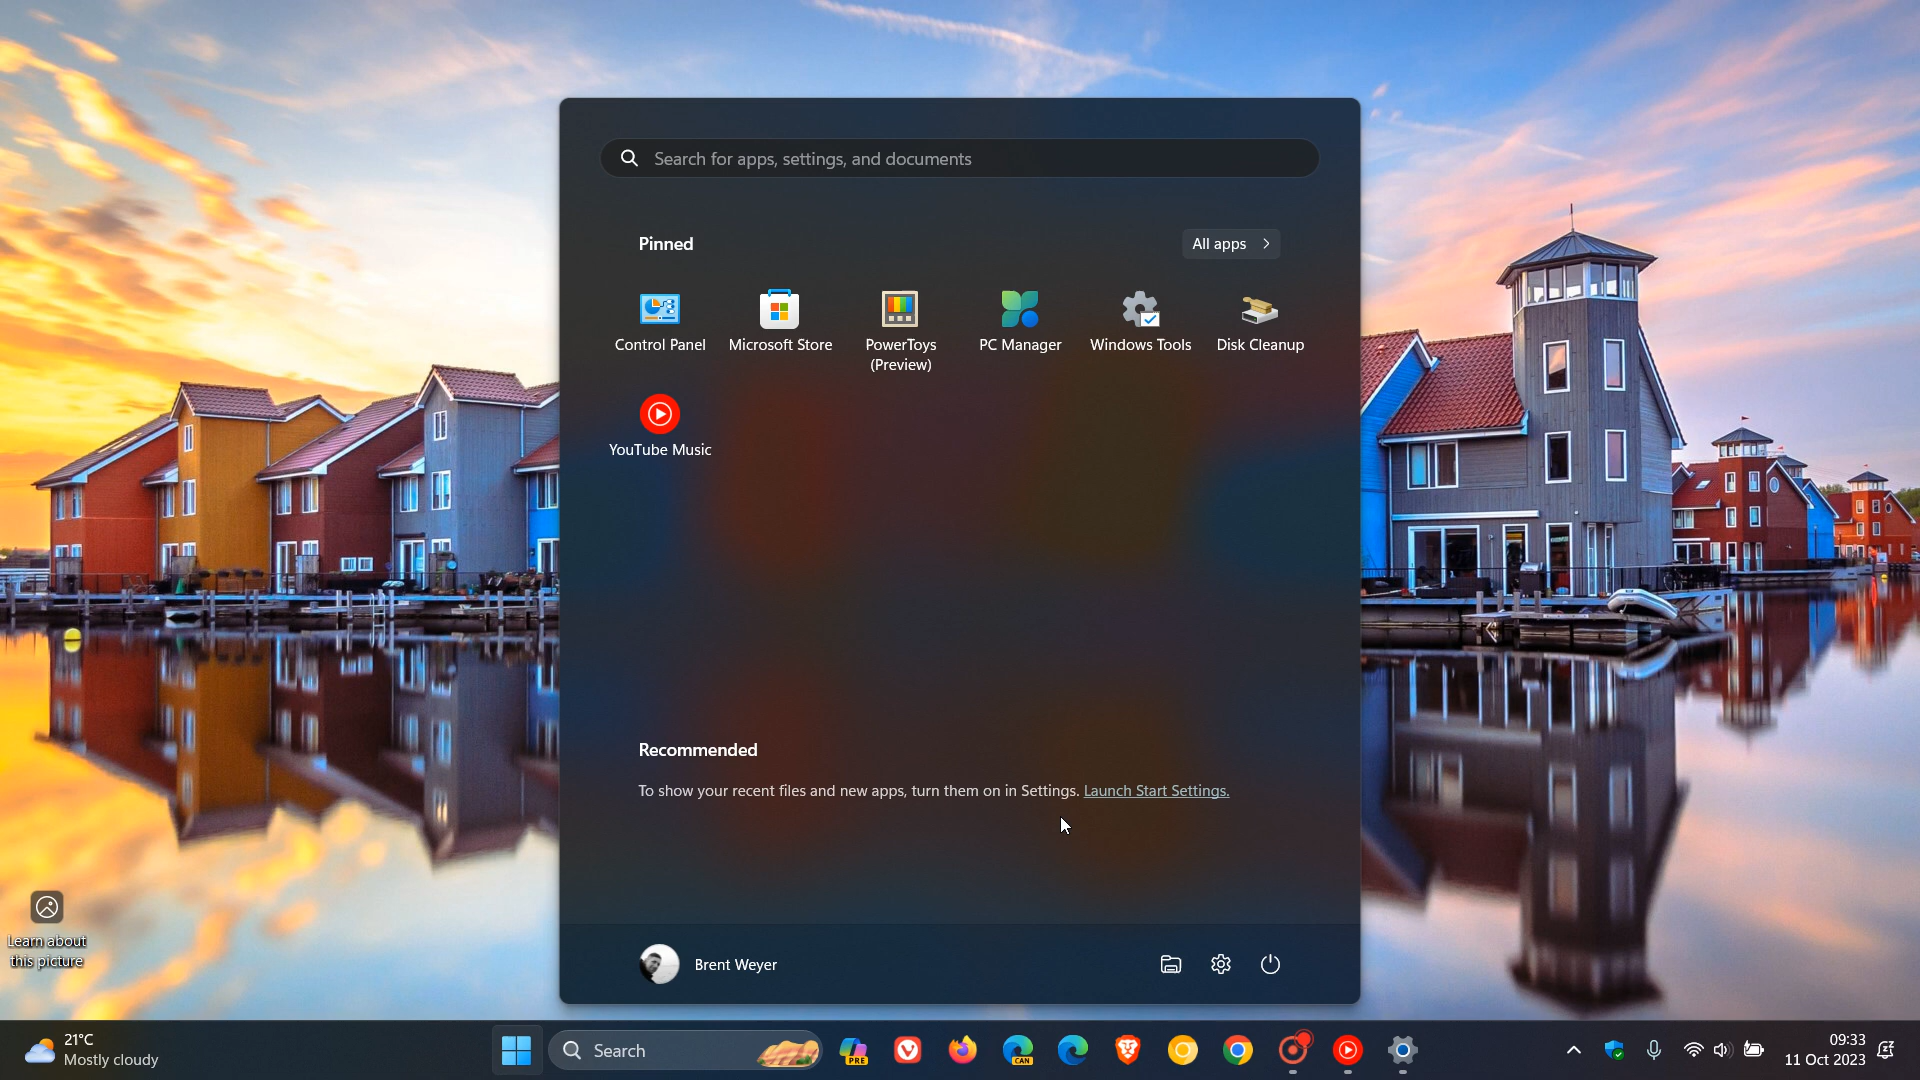 Search for apps, settings, and documents
Pinned
All apps
Control Panel
Microsoft Store
PowerToys
(Preview)
PC Manager
Windows Tools
Disk Cleanup
YouTube Music
Recommended
To show your recent files and new apps, turn them on in Settings. Launch Start Settings.
Learn about
this picture
Brent Weyer
21°C
Mostly cloudy
Search
PRE
CAN
09:33
11 Oct 2023